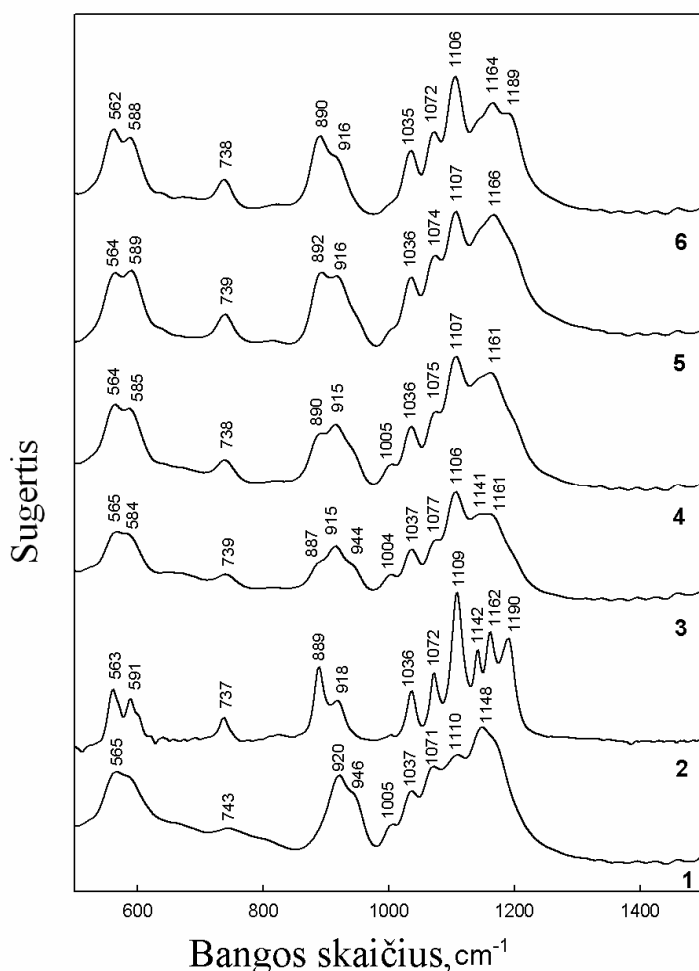 562 588 738 890 916 1035 1072 1106 1164 1189
6
564 589 739 892 916 1036 1074 1107 1166
5
564 585 738 890 915 1005 1036 1075 1107 1161
4
565 584 739 887 915 944 1004 1037 1077 1106 1141 1161
3
563 591 737 889 918 1036 1072 1109 1142 1162 1190
2
565 743 920 946 1005 1037 1071 1110 1148
1
Sugertis
600 800 1000 1200 1400
Bangos skaičius, cm⁻¹